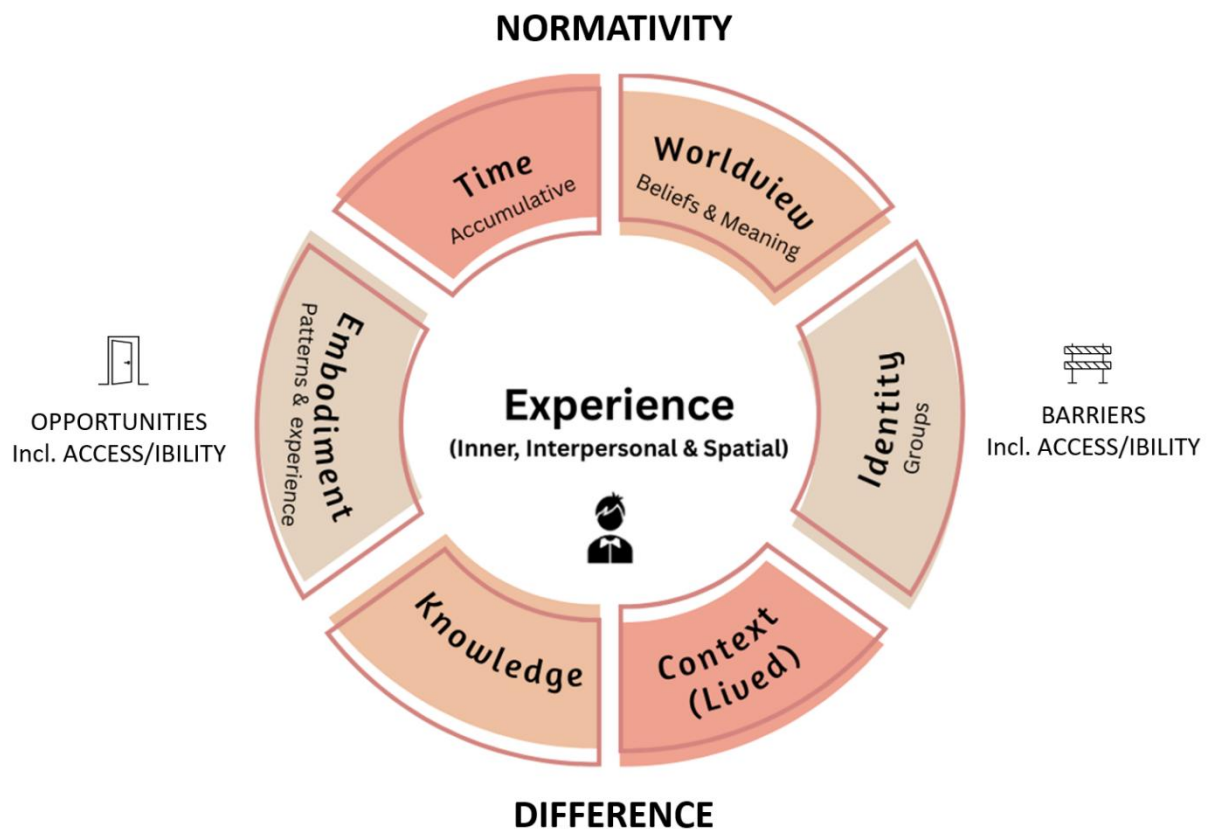 NORMATIVITY
Time
Accumulative
Worldview
Beliefs & Meaning
Embodiment
Patterns & experience
Identity
Groups
OPPORTUNITIES
Incl. ACCESS/IBILITY
Experience
(Inner, Interpersonal & Spatial)
BARRIERS
Incl. ACCESS/IBILITY
Knowledge
Context
(Lived)
DIFFERENCE